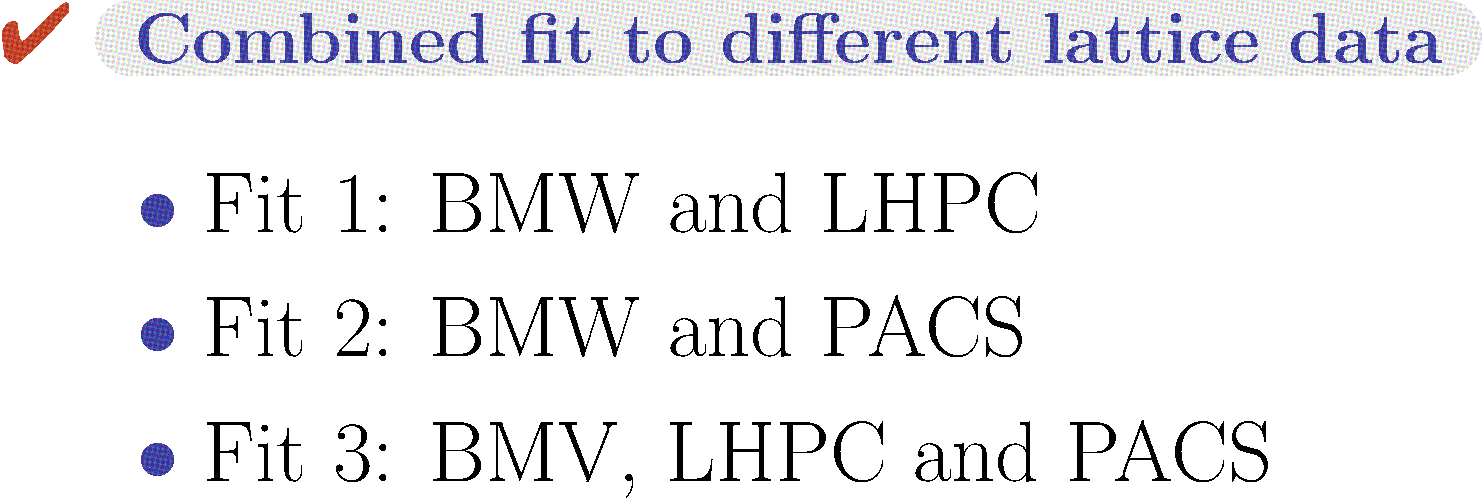 ✔ Combined fit to different lattice data
• Fit 1: BMW and LHPC
• Fit 2: BMW and PACS
• Fit 3: BMV, LHPC and PACS